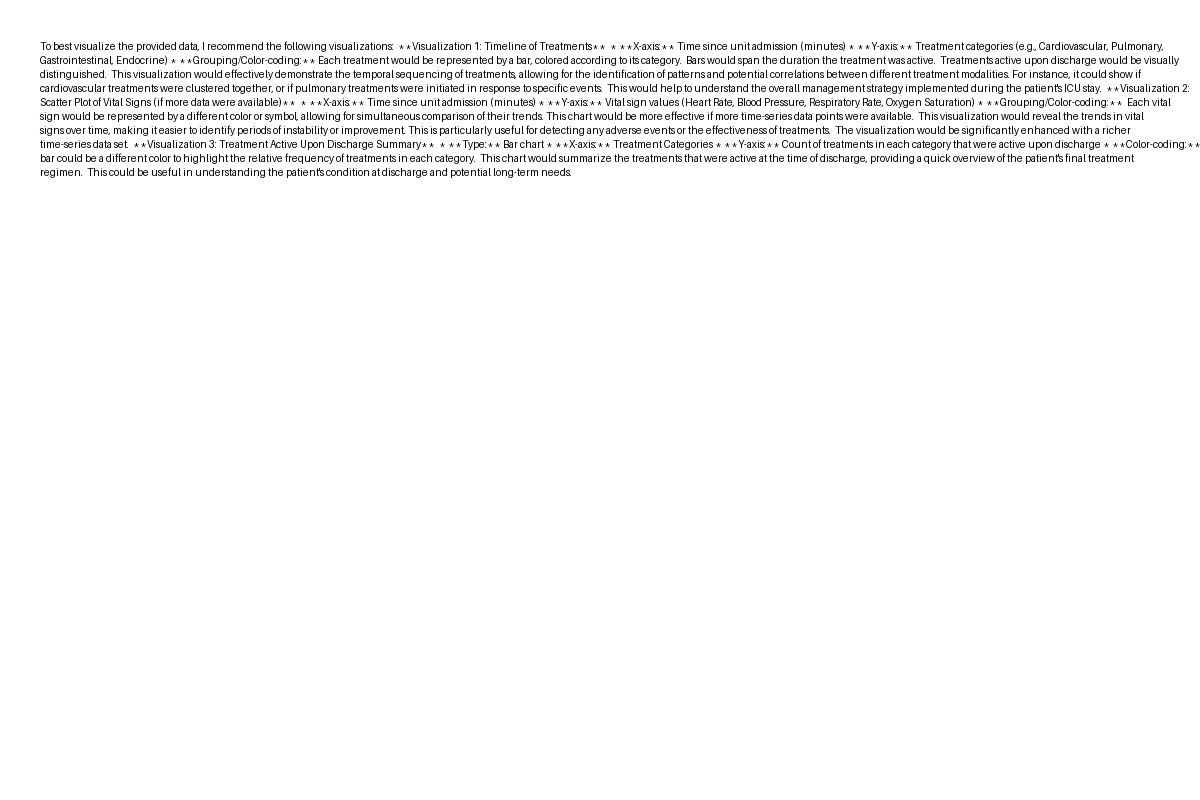 To best visualize the provided data, I recommend the following visualizations:  **Visualization 1: Timeline of Treatments**  * **X-axis:** Time since unit admission (minutes) * **Y-axis:** Treatment categories (e.g., Cardiovascular, Pulmonary,
Gastrointestinal, Endocrine) * **Grouping/Color-coding:** Each treatment would be represented by a bar, colored according to its category.  Bars would span the duration the treatment was active.  Treatments active upon discharge would be visually
distinguished.  This visualization would effectively demonstrate the temporal sequencing of treatments, allowing for the identification of patterns and potential correlations between different treatment modalities. For instance, it could show if
cardiovascular treatments were clustered together, or if pulmonary treatments were initiated in response to specific events.  This would help to understand the overall management strategy implemented during the patient's ICU stay.  **Visualization 2:
Scatter Plot of Vital Signs (if more data were available)**  * **X-axis:** Time since unit admission (minutes) * **Y-axis:** Vital sign values (Heart Rate, Blood Pressure, Respiratory Rate, Oxygen Saturation) * **Grouping/Color-coding:**  Each vital
sign would be represented by a different color or symbol, allowing for simultaneous comparison of their trends. This chart would be more effective if more time-series data points were available.  This visualization would reveal the trends in vital
signs over time, making it easier to identify periods of instability or improvement. This is particularly useful for detecting any adverse events or the effectiveness of treatments.  The visualization would be significantly enhanced with a richer
time-series data set.  **Visualization 3: Treatment Active Upon Discharge Summary**  * **Type:** Bar chart * **X-axis:** Treatment Categories * **Y-axis:** Count of treatments in each category that were active upon discharge * **Color-coding:**
bar could be a different color to highlight the relative frequency of treatments in each category.  This chart would summarize the treatments that were active at the time of discharge, providing a quick overview of the patient's final treatment
regimen.  This could be useful in understanding the patient's condition at discharge and potential long-term needs.